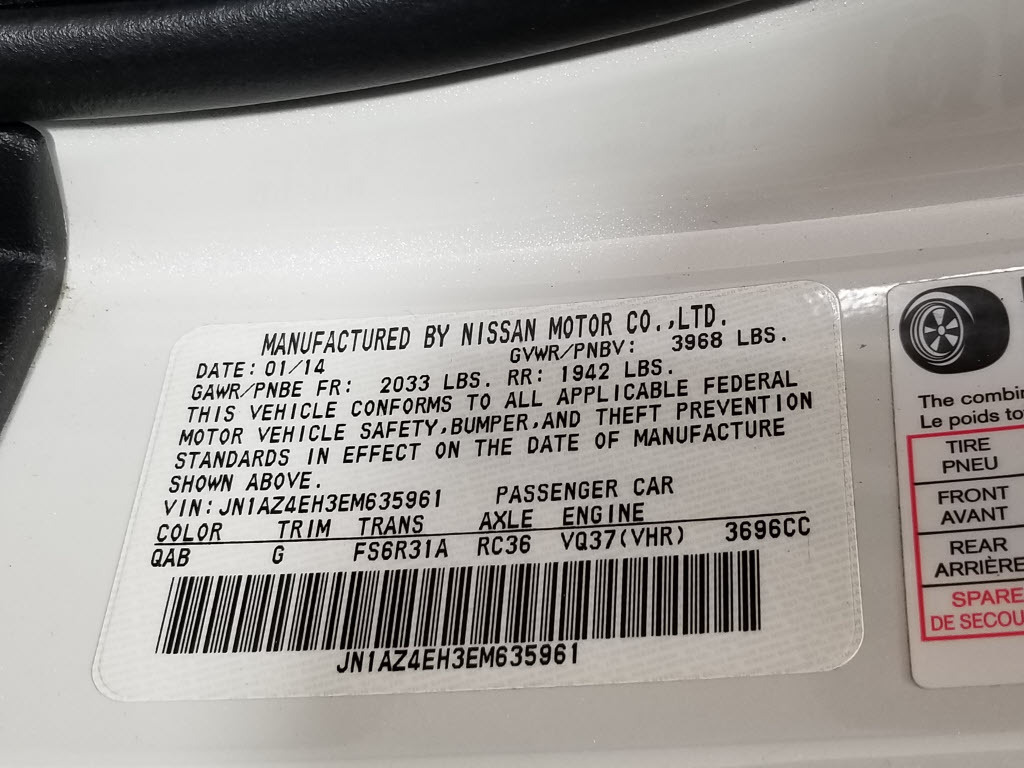 MANUFACTURED BY NISSAN MOTOR CO.,LTD.
DATE: 01/14 GVWR/PNBV: 3968 LBS.
GAWR/PNBE FR: 2033 LBS. RR: 1942 LBS.
THIS VEHICLE CONFORMS TO ALL APPLICABLE FEDERAL
MOTOR VEHICLE SAFETY,BUMPER,AND THEFT PREVENTION
STANDARDS IN EFFECT ON THE DATE OF MANUFACTURE
SHOWN ABOVE.
VIN: JN1AZ4EH3EM635961 PASSENGER CAR
COLOR TRIM TRANS AXLE ENGINE
QAB G FS6R31A RC36 VQ37(VHR) 3696CC
JN1AZ4EH3EM635961
The combin
Le poids to
TIRE
PNEU
FRONT
AVANT
REAR
ARRIÈRE
SPARE
DE SECOU